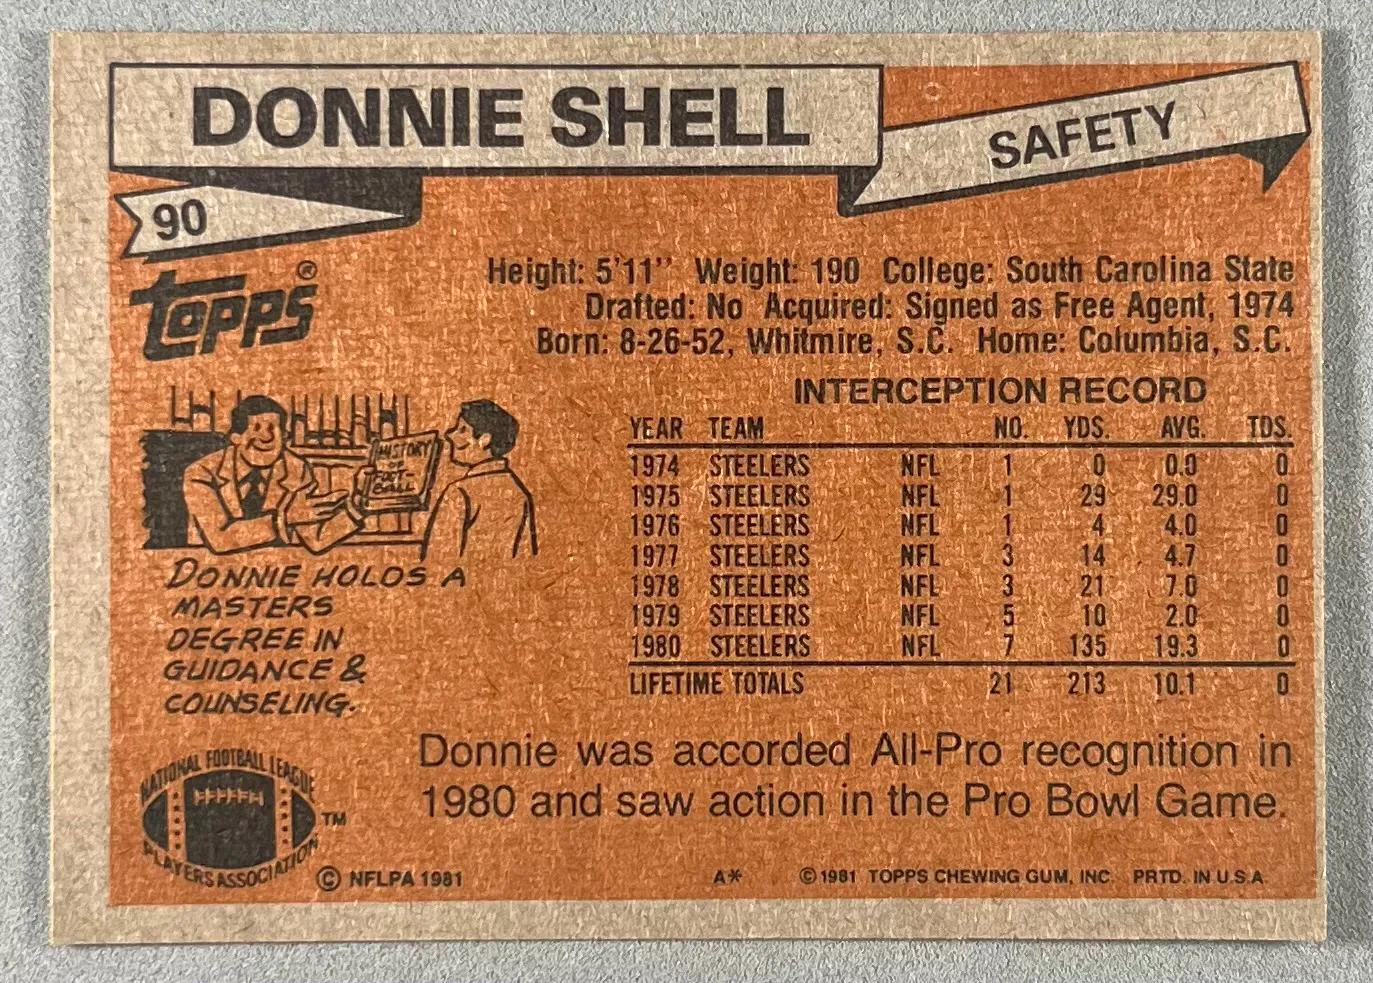 DONNIE SHELL
SAFETY
90
TOPPS®
Height: 5'11'' Weight: 190 College: South Carolina State
Drafted: No Acquired: Signed as Free Agent, 1974
Born: 8-26-52, Whitmire, S.C. Home: Columbia, S.C.
INTERCEPTION RECORD
YEAR TEAM NO. YDS. AVG. TDS.
1974 STEELERS NFL 1 0 0.0 0
1975 STEELERS NFL 1 29 29.0 0
1976 STEELERS NFL 1 4 4.0 0
1977 STEELERS NFL 3 14 4.7 0
1978 STEELERS NFL 3 21 7.0 0
1979 STEELERS NFL 5 10 2.0 0
1980 STEELERS NFL 7 135 19.3 0
LIFETIME TOTALS 21 213 10.1 0
HISTORY
OF
BALL
DONNIE HOLDS A
MASTERS
DEGREE IN
GUIDANCE &
COUNSELING.
Donnie was accorded All-Pro recognition in
1980 and saw action in the Pro Bowl Game.
NATIONAL FOOTBALL LEAGUE
PLAYERS ASSOCIATION
TM
© NFLPA 1981
A* © 1981 TOPPS CHEWING GUM, INC. PRTD. IN U.S.A.